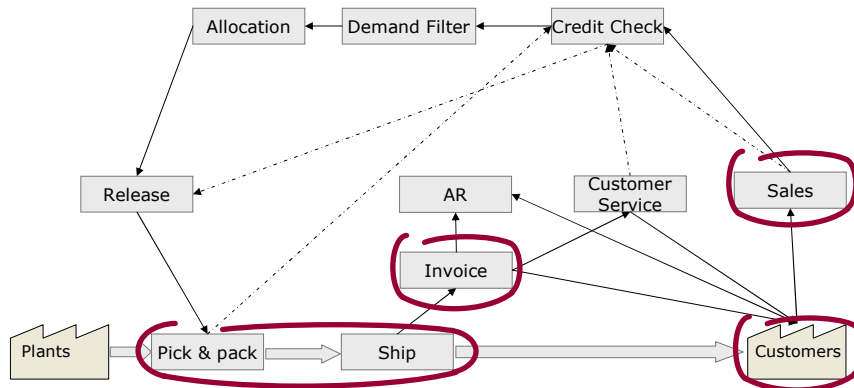 Allocation
Demand Filter
Credit Check
Release
AR
Customer
Service
Sales
Invoice
Plants
Pick & pack
Ship
Customers